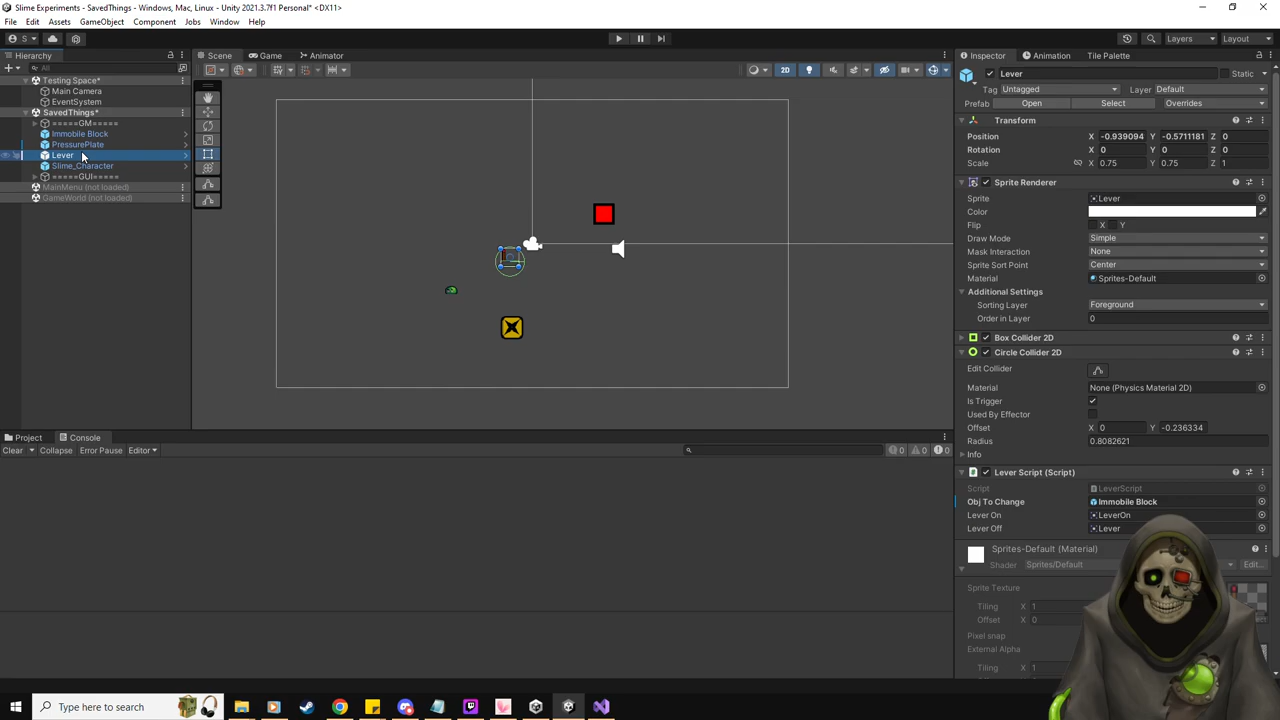 Slime Experiments - SavedThings - Windows, Mac, Linux - Unity 2021.3.7f1 Personal* <DX11>
File Edit Assets GameObject Component Jobs Services Window Help
S Layers Layout
Hierarchy Scene Game Animator Inspector Animation Tile Palette
All 2D Lever Static
Testing Space*
Main Camera
EventSystem
SavedThings*
=====GM=====
Immobile Block
PressurePlate
Lever
Slime_Character
=====GUI=====
MainMenu (not loaded)
GameWorld (not loaded)
Tag Untagged Layer Default
Prefab Open Select Overrides
Transform
Position X -0.939094 Y -0.5711181 Z 0
Rotation X 0 Y 0 Z 0
Scale X 0.75 Y 0.75 Z 1
Sprite Renderer
Sprite Lever
Color
Flip X Y
Draw Mode Simple
Mask Interaction None
Sprite Sort Point Center
Material Sprites-Default
Additional Settings
Sorting Layer Foreground
Order in Layer 0
Box Collider 2D
Circle Collider 2D
Edit Collider
Material None (Physics Material 2D)
Is Trigger
Used By Effector
Offset X 0 Y -0.236334
Radius 0.8082621
Info
Lever Script (Script)
Script LeverScript
Obj To Change Immobile Block
Lever On LeverOn
Lever Off Lever
Sprites-Default (Material)
Shader Sprites/Default Edit...
Sprite Texture
Tiling X 1
Offset X 0
Pixel snap
External Alpha
Tiling X 1
Project Console
Clear Collapse Error Pause Editor 0 0 0
Type here to search